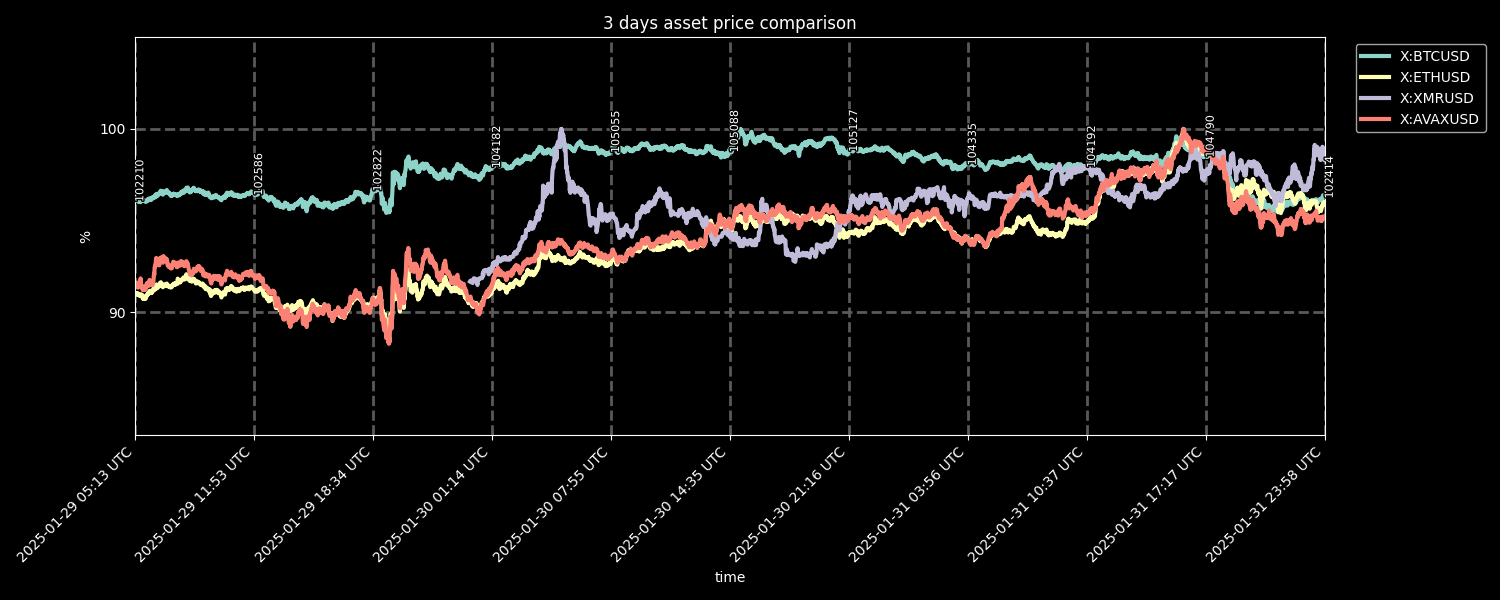 3 days asset price comparison
X:BTCUSD
X:ETHUSD
X:XMRUSD
X:AVAXUSD
100
90
%
102210
102586
102822
104182
105055
105088
105127
104335
104192
104790
102414
2025-01-29 05:13 UTC
2025-01-29 11:53 UTC
2025-01-29 18:34 UTC
2025-01-30 01:14 UTC
2025-01-30 07:55 UTC
2025-01-30 14:35 UTC
2025-01-30 21:16 UTC
2025-01-31 03:56 UTC
2025-01-31 10:37 UTC
2025-01-31 17:17 UTC
2025-01-31 23:58 UTC
time